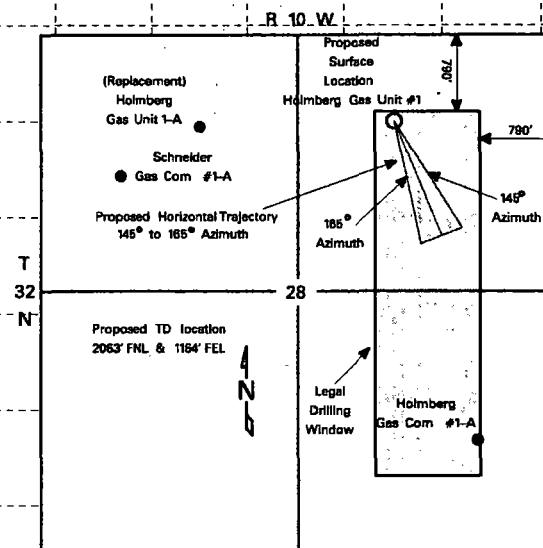 R 10 W
Proposed
Surface
Location
Holmberg Gas Unit #1
790'
790'
(Replacement)
Holmberg
Gas Unit 1-A
Schneider
Gas Com #1-A
Proposed Horizontal Trajectory
145° to 165° Azimuth
165°
Azimuth
145°
Azimuth
T
32
N
28
Proposed TD location
2063' FNL & 1164' FEL
N
Legal
Drilling
Window
Holmberg
Gas Com #1-A